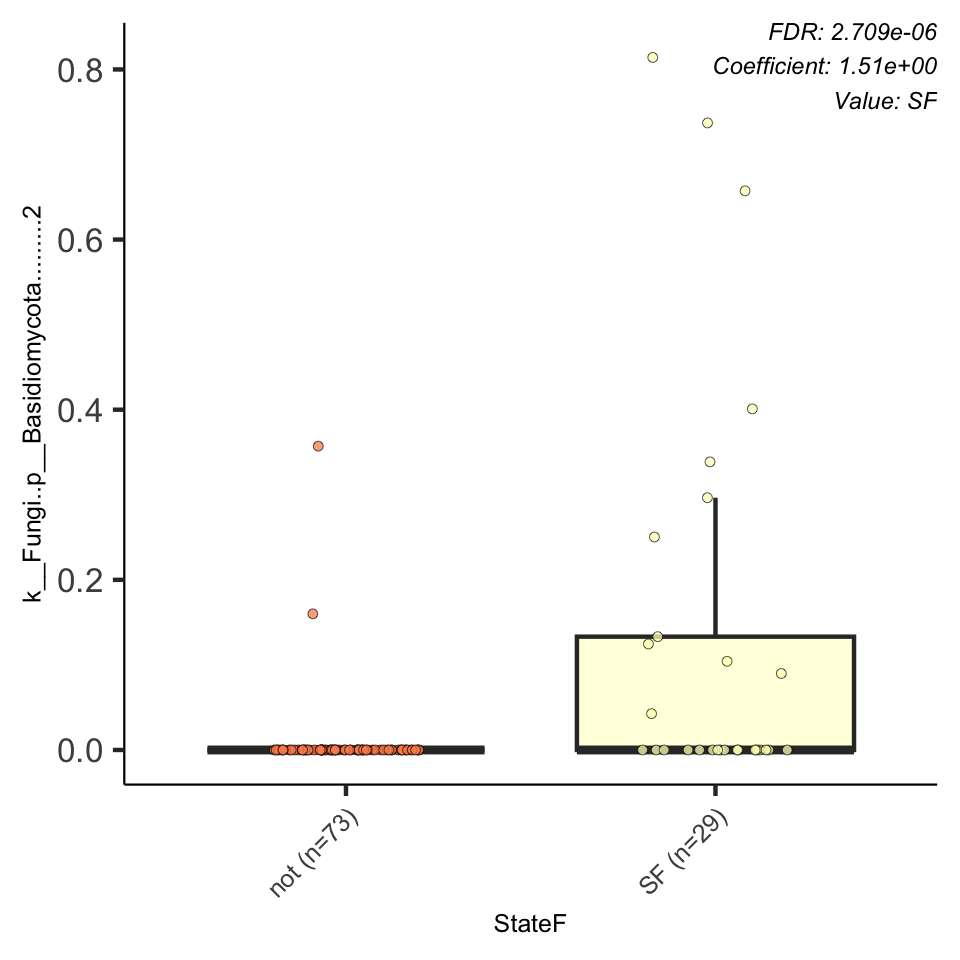 FDR: 2.709e-06
Coefficient: 1.51e+00
Value: SF
k__Fungi..p__Basidiomycota.........2
0.8
0.6
0.4
0.2
0.0
not (n=73)
SF (n=29)
StateF